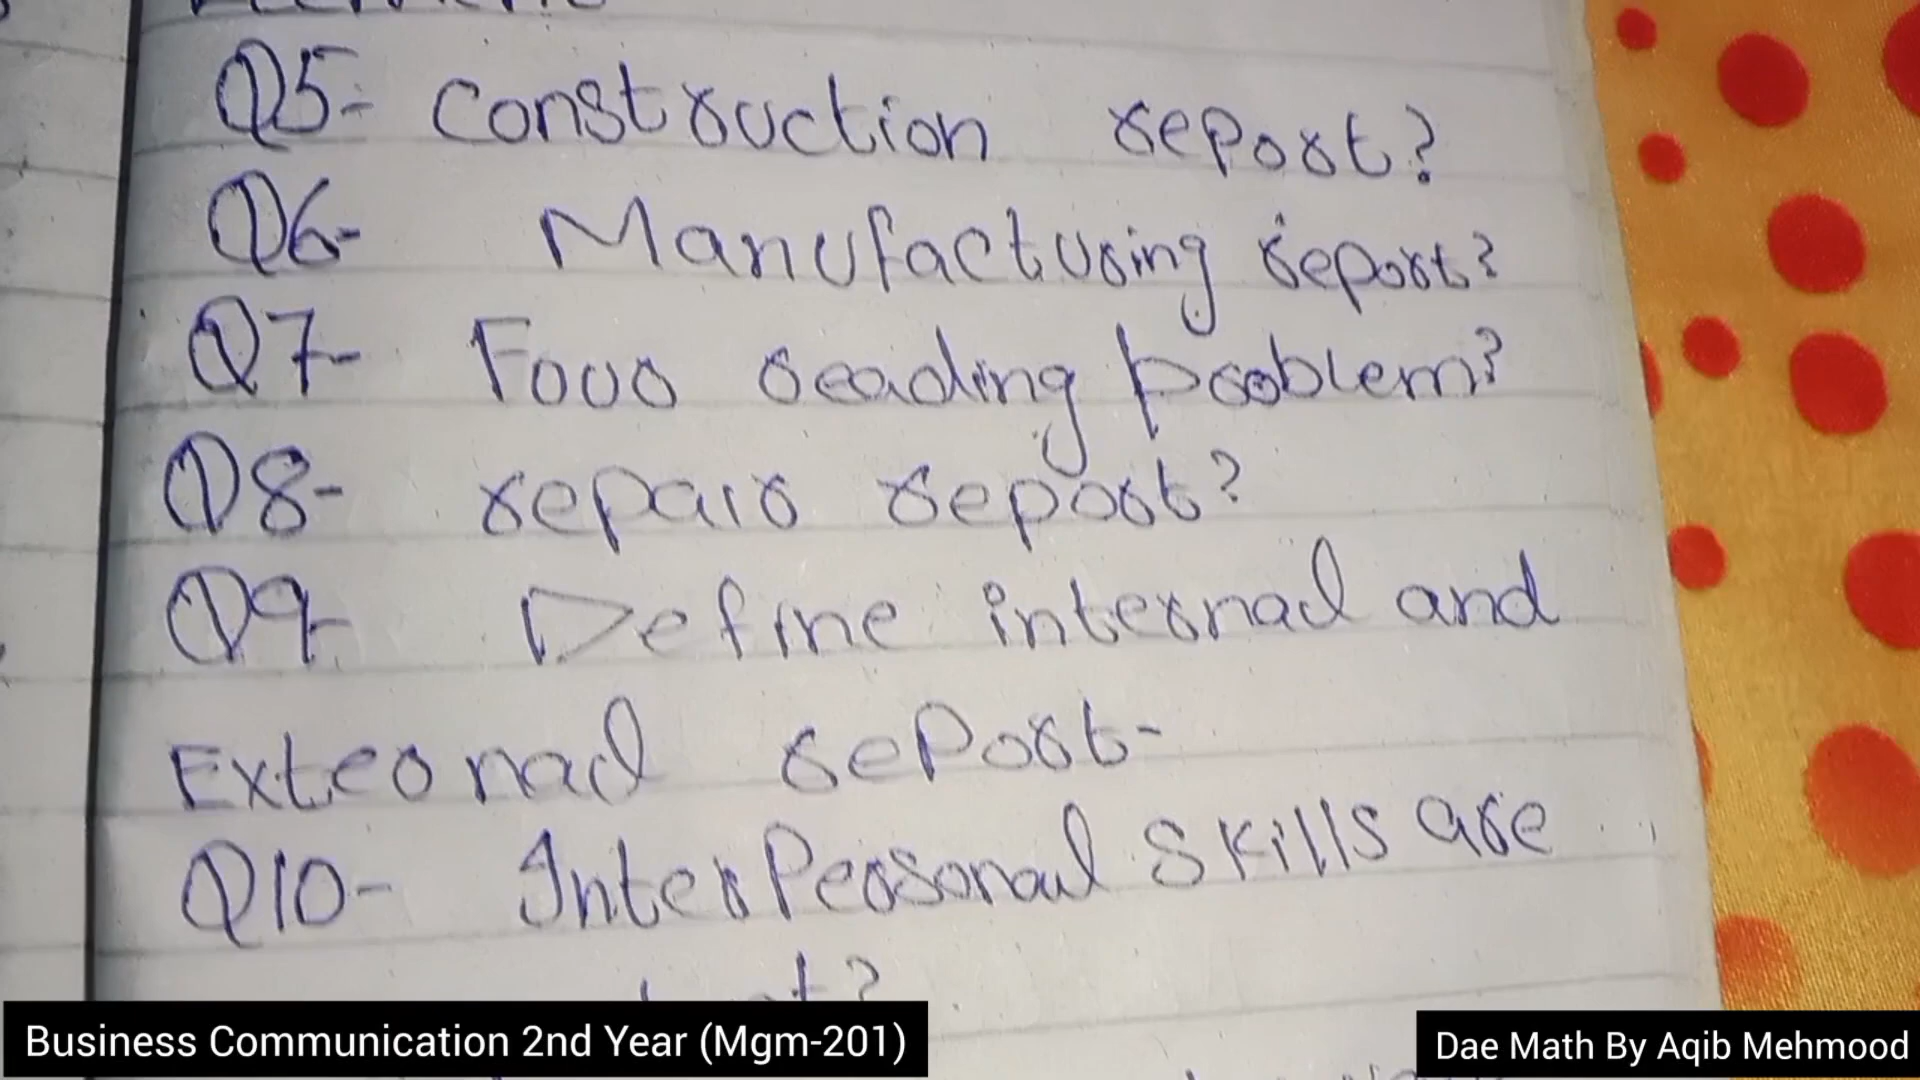 Q5- Construction report?
Q6- Manufacturing report?
Q7- Four reading problem?
Q8- repair report?
Q9- Define internal and
External report-
Q10- InterPersonal Skills are
t?
Business Communication 2nd Year (Mgm-201)
Dae Math By Aqib Mehmood